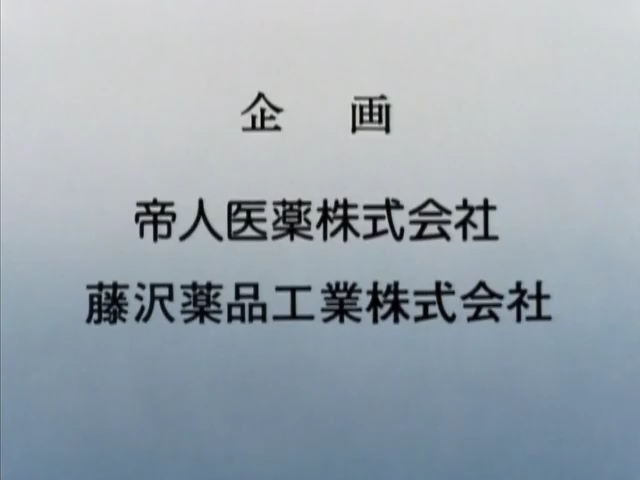 企 画
帝人医薬株式会社
藤沢薬品工業株式会社